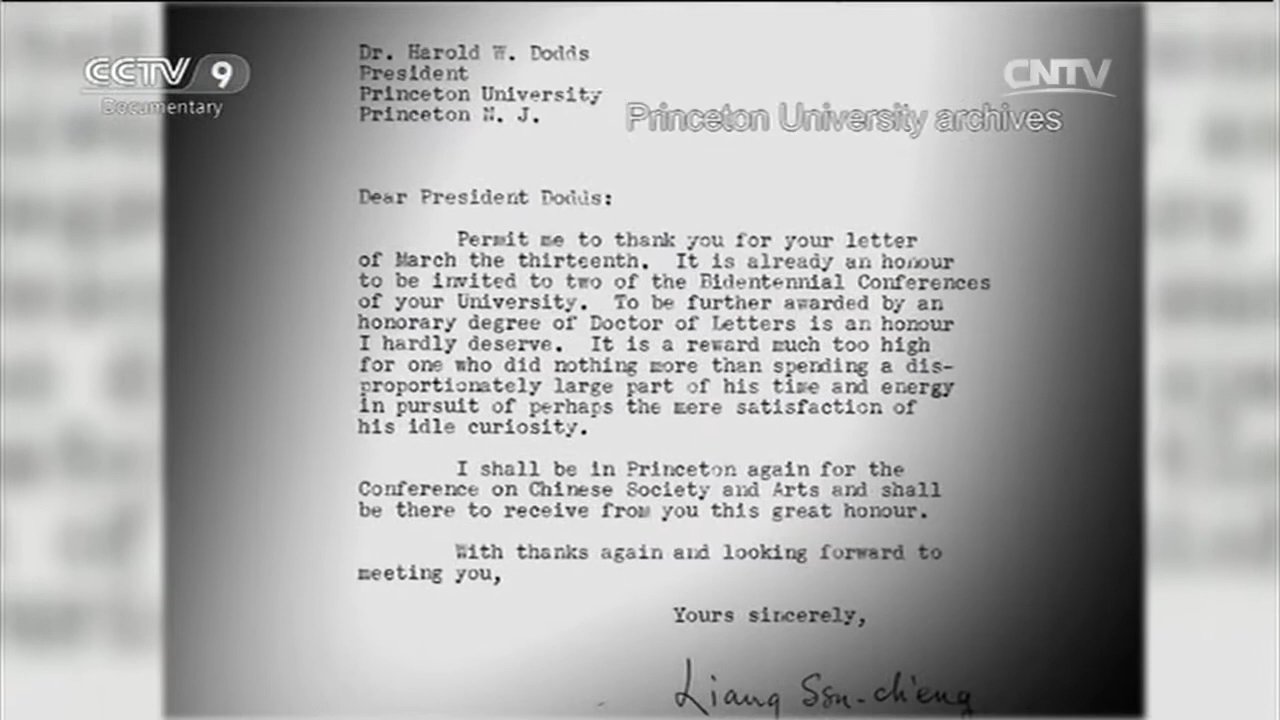 CCTV 9
Documentary
CNTV
Princeton University archives
Dr. Harold W. Dodds
President
Princeton University
Princeton N. J.
Dear President Dodds:
Permit me to thank you for your letter
of March the thirteenth. It is already an honour
to be invited to two of the Bidentennial Conferences
of your University. To be further awarded by an
honorary degree of Doctor of Letters is an honour
I hardly deserve. It is a reward much too high
for one who did nothing more than spending a dis-
proportionately large part of his time and energy
in pursuit of perhaps the mere satisfaction of
his idle curiosity.
I shall be in Princeton again for the
Conference on Chinese Society and Arts and shall
be there to receive from you this great honour.
With thanks again and looking forward to
meeting you,
Yours sincerely,
Liang Ssu-ch'eng